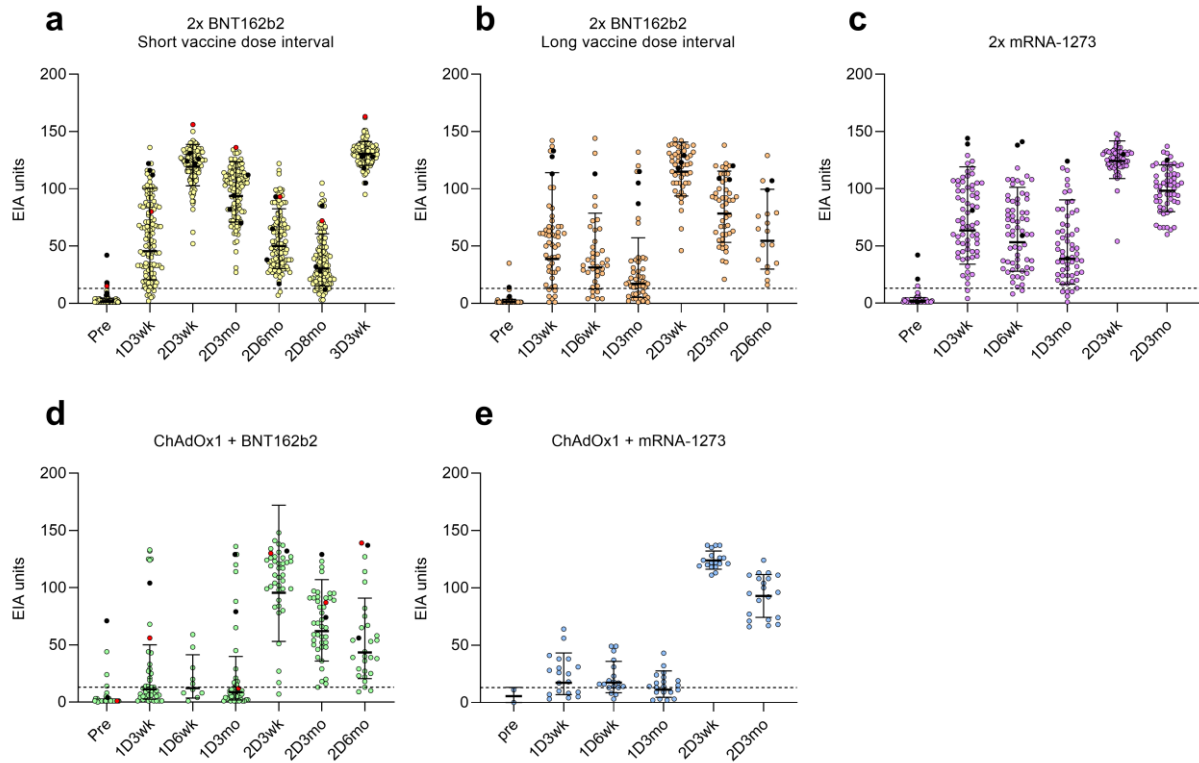 a
2x BNT162b2
Short vaccine dose interval
EIA units
200
150
100
50
0
Pre
1D3wk
2D3wk
2D3mo
2D6mo
2D8mo
3D3wk
b
2x BNT162b2
Long vaccine dose interval
EIA units
200
150
100
50
0
Pre
1D3wk
1D6wk
1D3mo
2D3wk
2D3mo
2D6mo
c
2x mRNA-1273
EIA units
200
150
100
50
0
Pre
1D3wk
1D6wk
1D3mo
2D3wk
2D3mo
d
ChAdOx1 + BNT162b2
EIA units
200
150
100
50
0
Pre
1D3wk
1D6wk
1D3mo
2D3wk
2D3mo
2D6mo
e
ChAdOx1 + mRNA-1273
EIA units
200
150
100
50
0
pre
1D3wk
1D6wk
1D3mo
2D3wk
2D3mo